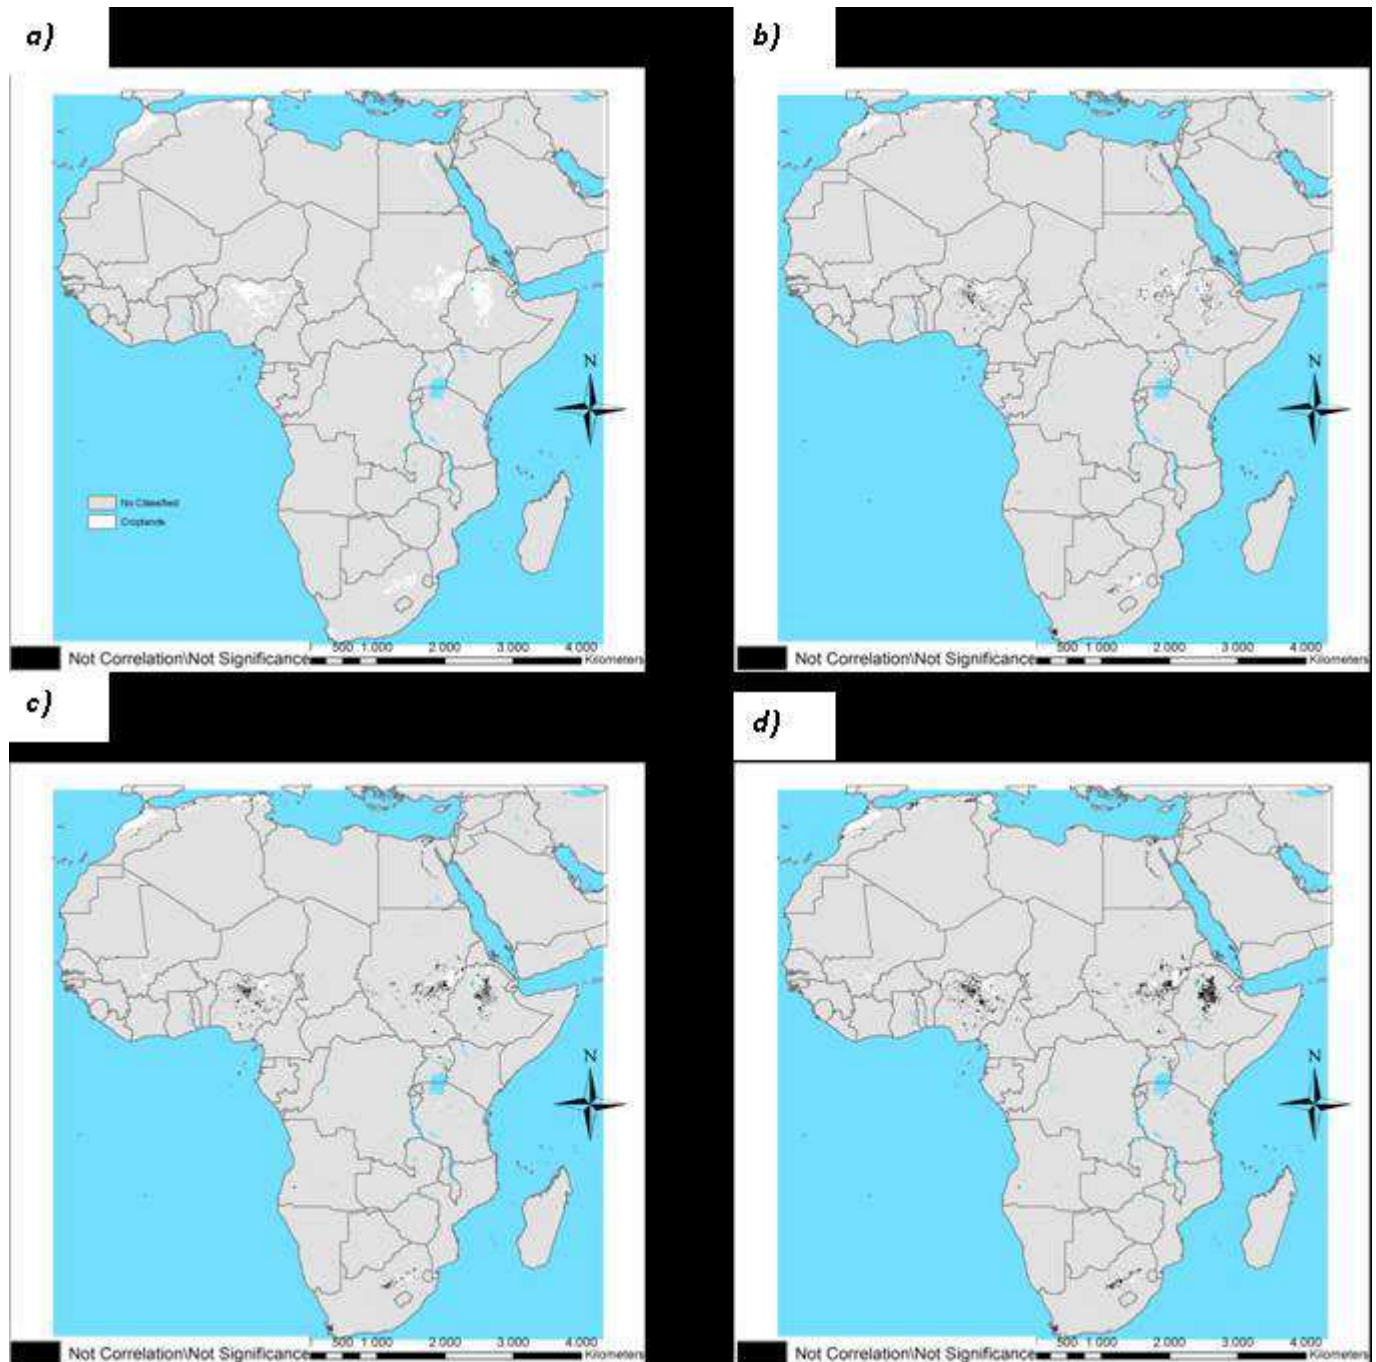 a)
N
No Classified
Croplands
500 1.000 2.000 3.000 4.000
Not Correlation\Not Significance
Kilometers
b)
N
500 1.000 2.000 3.000 4.000
Not Correlation\Not Significance
Kilometers
c)
N
500 1.000 2.000 3.000 4.000
Not Correlation\Not Significance
Kilometers
d)
N
500 1.000 2.000 3.000 4.000
Not Correlation\Not Significance
Kilometers